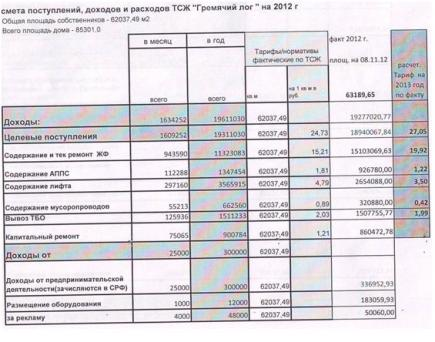 смета поступлений, доходов и расходов ТСЖ "Гремячий лог " на 2012 г
Общая площадь собственников - 62037,49 м2
Всего площадь дома - 85301.0
в месяц в год Тарифы/нормативы фактические по ТСЖ факт 2012 г. площ. на 08.11.12 расчет. Тариф на 2013 год по факту
всего всего кв м на 1 кв м в руб. 63189,65
Доходы: 1634252 19611030 62037,49 19277020,77
Целевые поступления 1609252 19311030 62037,49 24,73 18940067,84 27,05
Содержание и тек ремонт ЖФ 943590 11323083 62037,49 15,21 15103069,63 19,92
Содержание АППС 112288 1347454 62037,49 1,81 926780,00 1,22
Содержание лифта 297160 3565915 62037,49 4,79 2654088,00 3,50
Содержание мусоропроводов 55213 662560 62037,49 0,89 320880,00 0,42
Вывоз ТБО 125936 1511233 62037,49 2,03 1507755,77 1,99
Капитальный ремонт 75065 900784 62037,49 1,21 860472,78
Доходы от 25000 300000 62037,49
Доходы от предпринимательской деятельности(зачисляются в СРФ) 25000 300000 62037,49 336952,93
Размещение оборудования 1000 12000 62037,49 183059,93
за рекламу 4000 48000 62037,49 50060,00